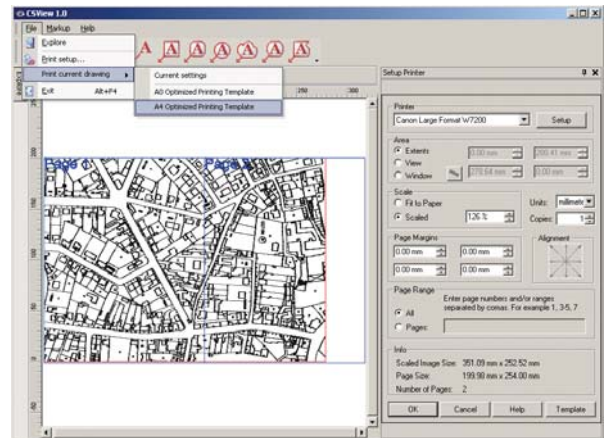 CSView 1.0
File Markup Help
Explore
Print setup...
Print current drawing
Exit Alt+F4
Current settings
A0 Optimized Printing Template
A4 Optimized Printing Template
A A A A A A A
250 300
Page 1
Setup Printer
Printer
Canon Large Format W7200 Setup
Area
Extents 0.00 mm 200.41 mm
View
Window 279.64 mm 0.00 mm
Scale
Fit to Paper Units: millimete
Scaled 126 % Copies: 1
Page Margins Alignment
0.00 mm 0.00 mm
0.00 mm 0.00 mm
Page Range
Enter page numbers and/or ranges
separated by comas. For example 1, 3-5, 7
All
Pages:
Info
Scaled Image Size: 351.09 mm x 252.52 mm
Page Size: 199.90 mm x 254.00 mm
Number of Pages: 2
OK Cancel Help Template